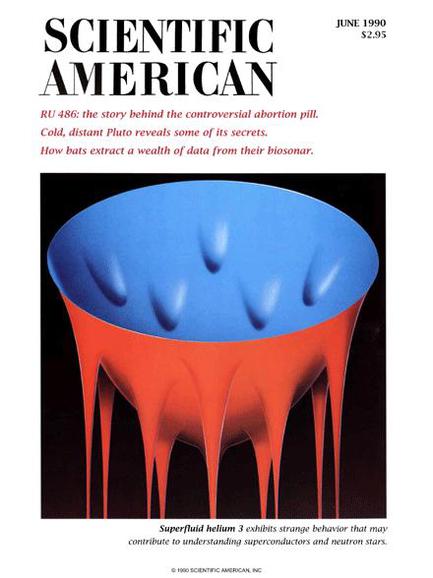 SCIENTIFIC
AMERICAN
JUNE 1990
$2.95
RU 486: the story behind the controversial abortion pill.
Cold, distant Pluto reveals some of its secrets.
How bats extract a wealth of data from their biosonar.
Superfluid helium 3 exhibits strange behavior that may
contribute to understanding superconductors and neutron stars.
© 1990 SCIENTIFIC AMERICAN, INC